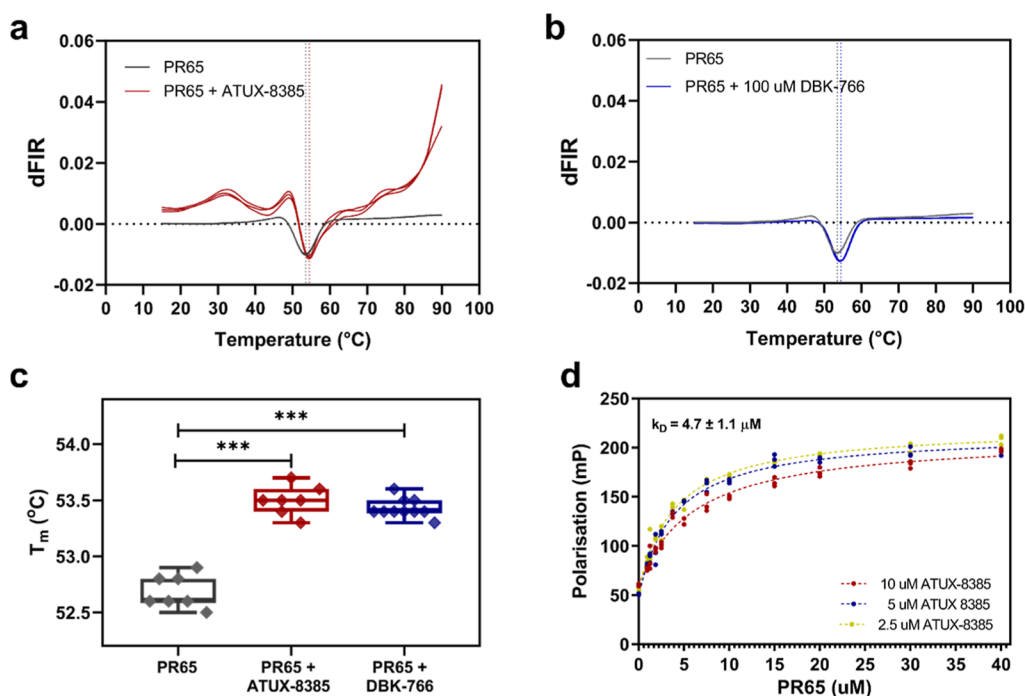 a
0.06
0.04
0.02
0.00
-0.02
dFIR
PR65
PR65 + ATUX-8385
0 10 20 30 40 50 60 70 80 90 100
Temperature (°C)
b
0.06
0.04
0.02
0.00
-0.02
dFIR
PR65
PR65 + 100 uM DBK-766
0 10 20 30 40 50 60 70 80 90 100
Temperature (°C)
c
54.0
53.5
53.0
52.5
Tm (°C)
***
***
PR65
PR65 +
ATUX-8385
PR65 +
DBK-766
d
250
200
150
100
50
0
Polarisation (mP)
kD = 4.7 ± 1.1 μM
10 uM ATUX-8385
5 uM ATUX 8385
2.5 uM ATUX-8385
0 5 10 15 20 25 30 35 40
PR65 (uM)